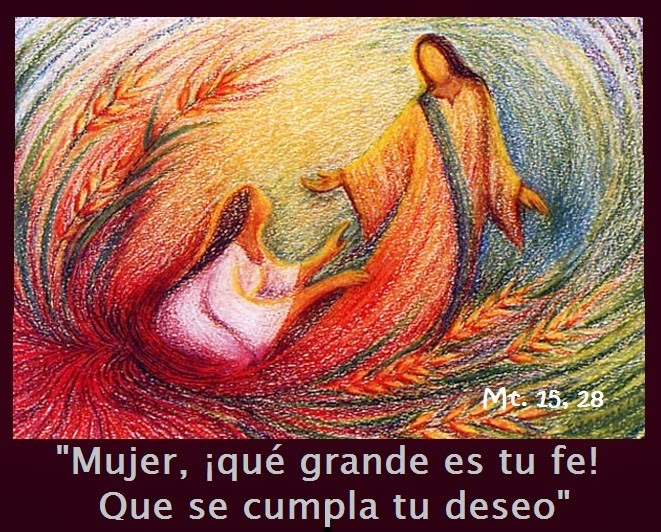 Mt. 15, 28
"Mujer, ¡qué grande es tu fe!
Que se cumpla tu deseo"